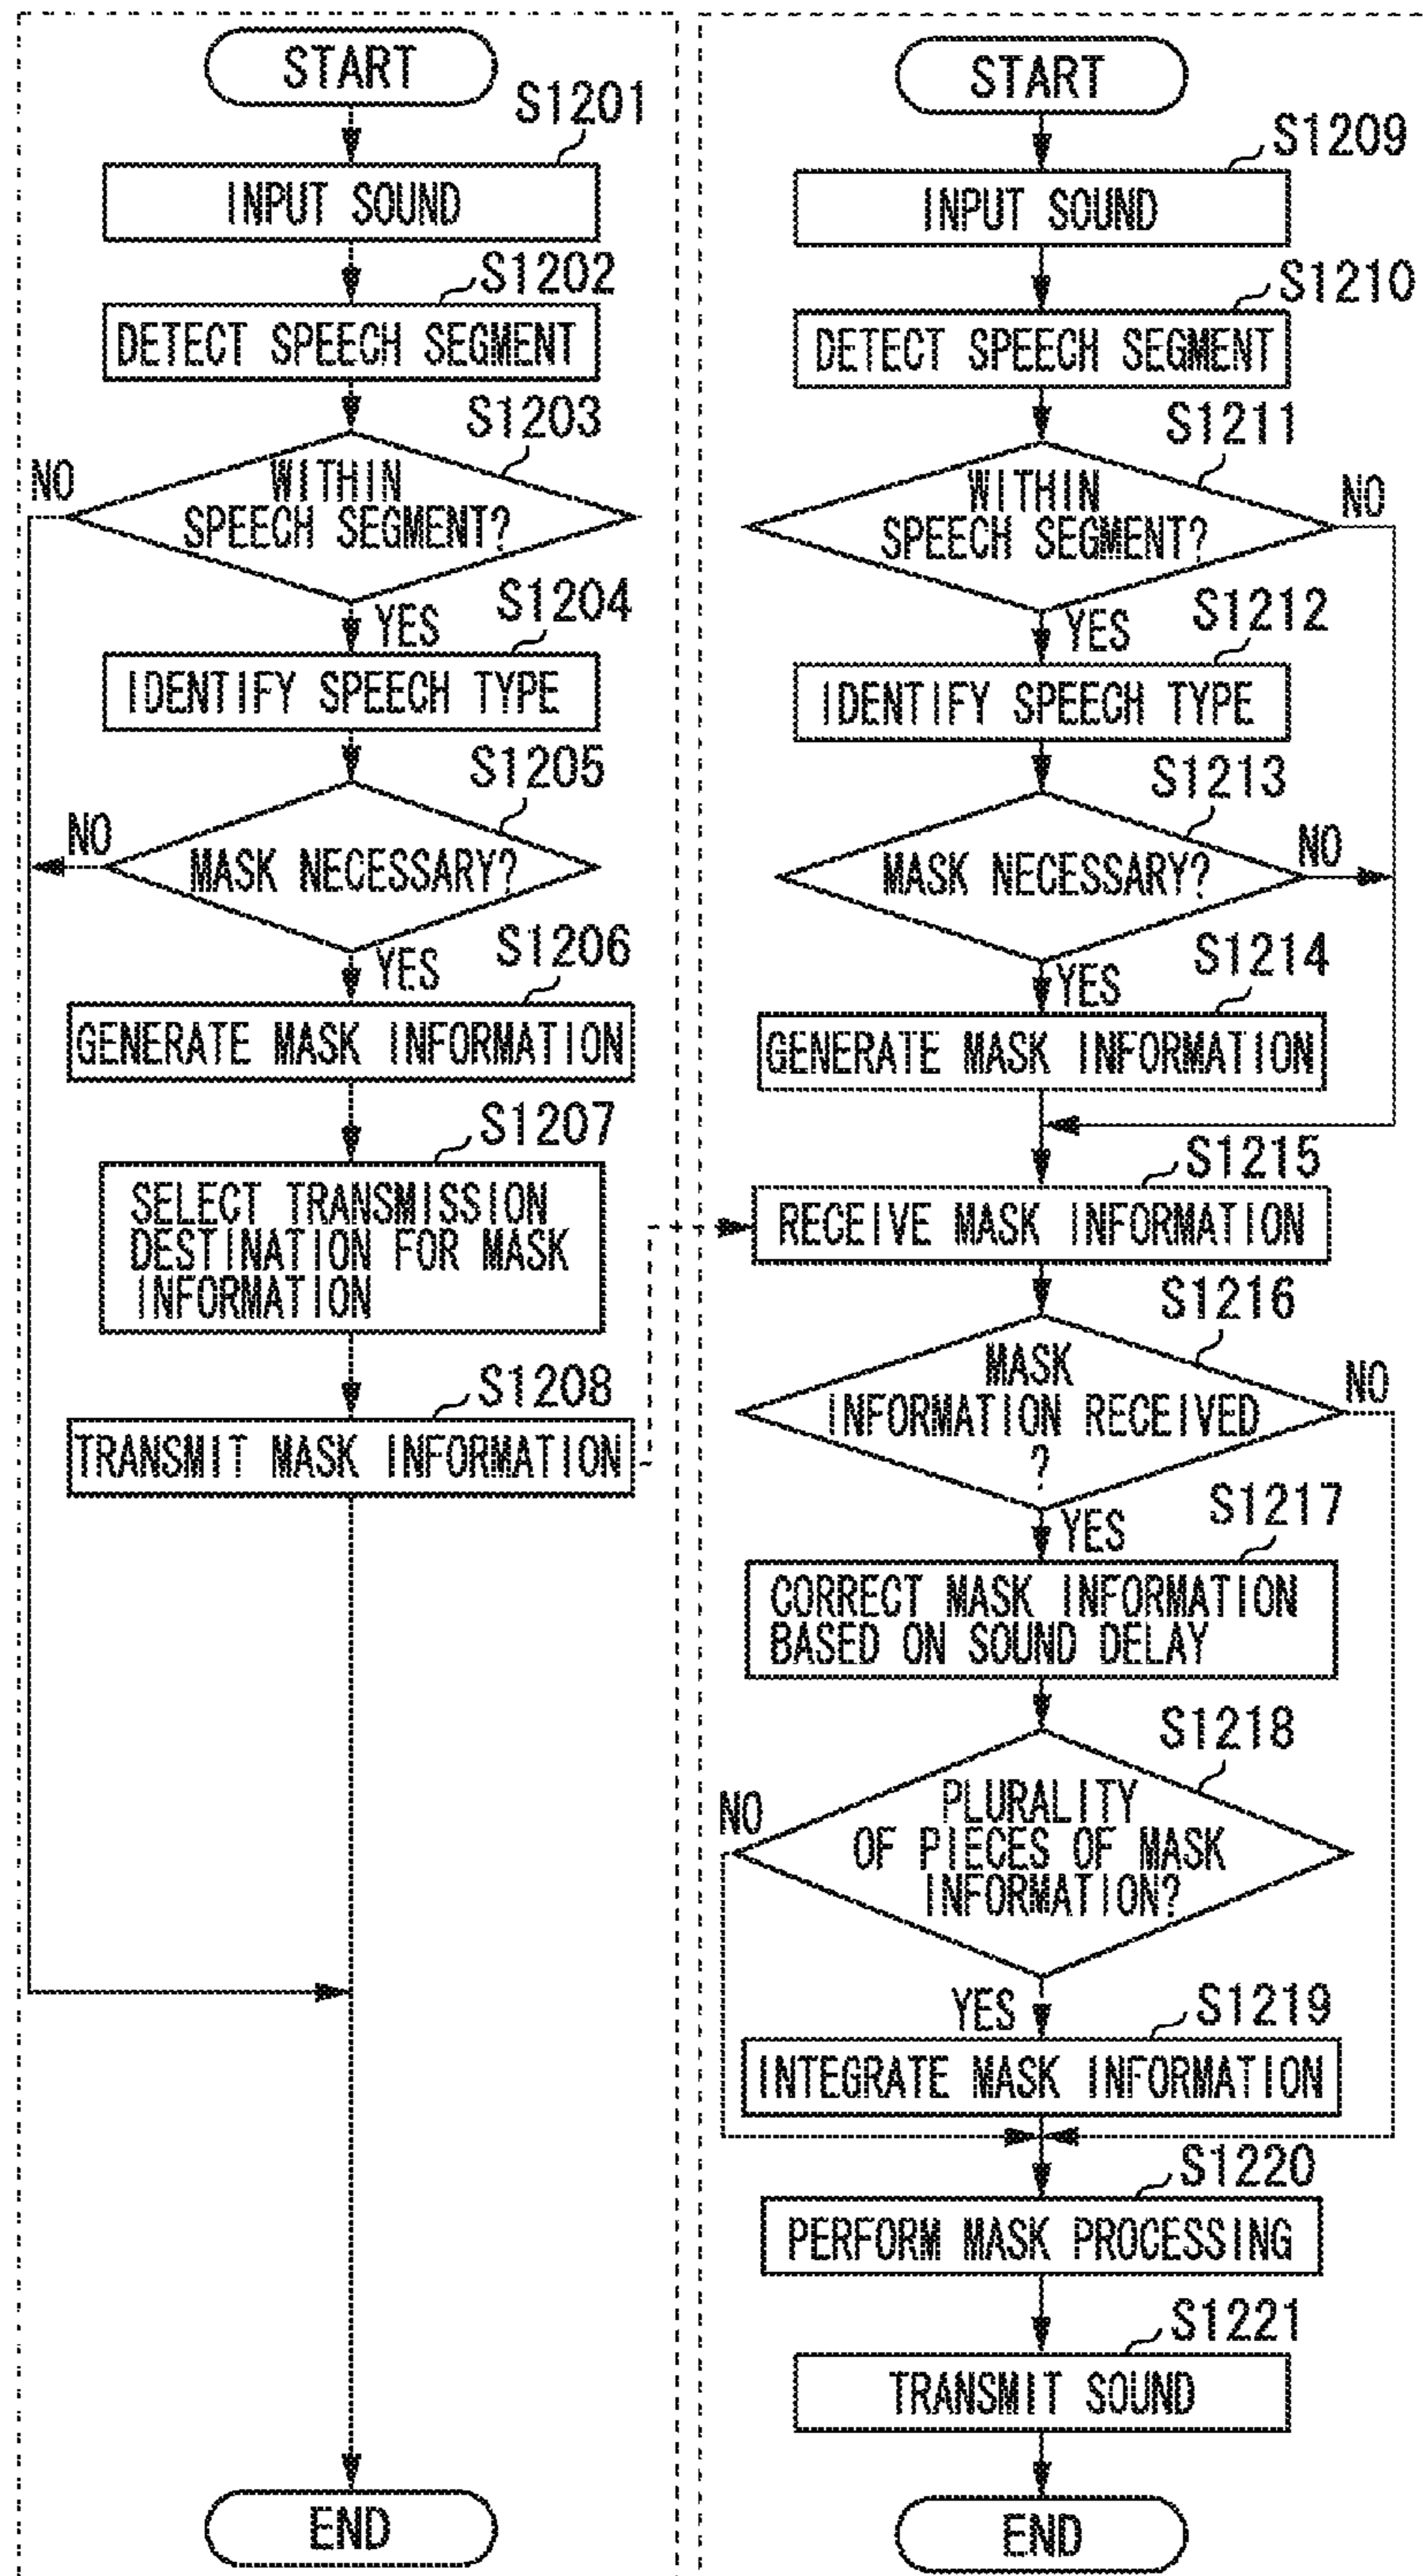 START
S1201
INPUT SOUND
S1202
DETECT SPEECH SEGMENT
S1203
NO
WITHIN
SPEECH SEGMENT?
YES
S1204
IDENTIFY SPEECH TYPE
S1205
NO
MASK NECESSARY?
YES
S1206
GENERATE MASK INFORMATION
S1207
SELECT TRANSMISSION
DESTINATION FOR MASK
INFORMATION
S1208
TRANSMIT MASK INFORMATION
END
START
S1209
INPUT SOUND
S1210
DETECT SPEECH SEGMENT
S1211
WITHIN
SPEECH SEGMENT?
NO
YES
S1212
IDENTIFY SPEECH TYPE
S1213
MASK NECESSARY?
NO
YES
S1214
GENERATE MASK INFORMATION
S1215
RECEIVE MASK INFORMATION
S1216
MASK
INFORMATION RECEIVED
?
NO
YES
S1217
CORRECT MASK INFORMATION
BASED ON SOUND DELAY
S1218
NO
PLURALITY
OF PIECES OF MASK
INFORMATION?
YES
S1219
INTEGRATE MASK INFORMATION
S1220
PERFORM MASK PROCESSING
S1221
TRANSMIT SOUND
END